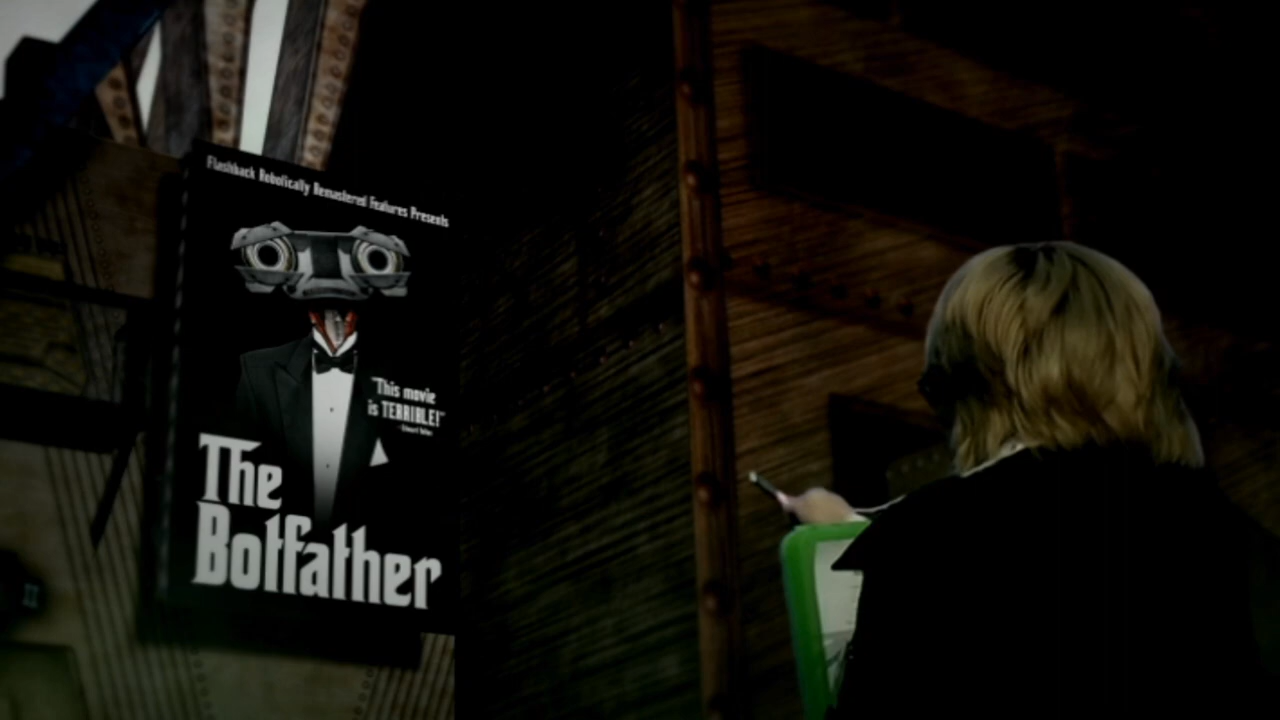 Flashback Robotically Remastered Features Presents
"This movie
is TERRIBLE!"
The
Botfather